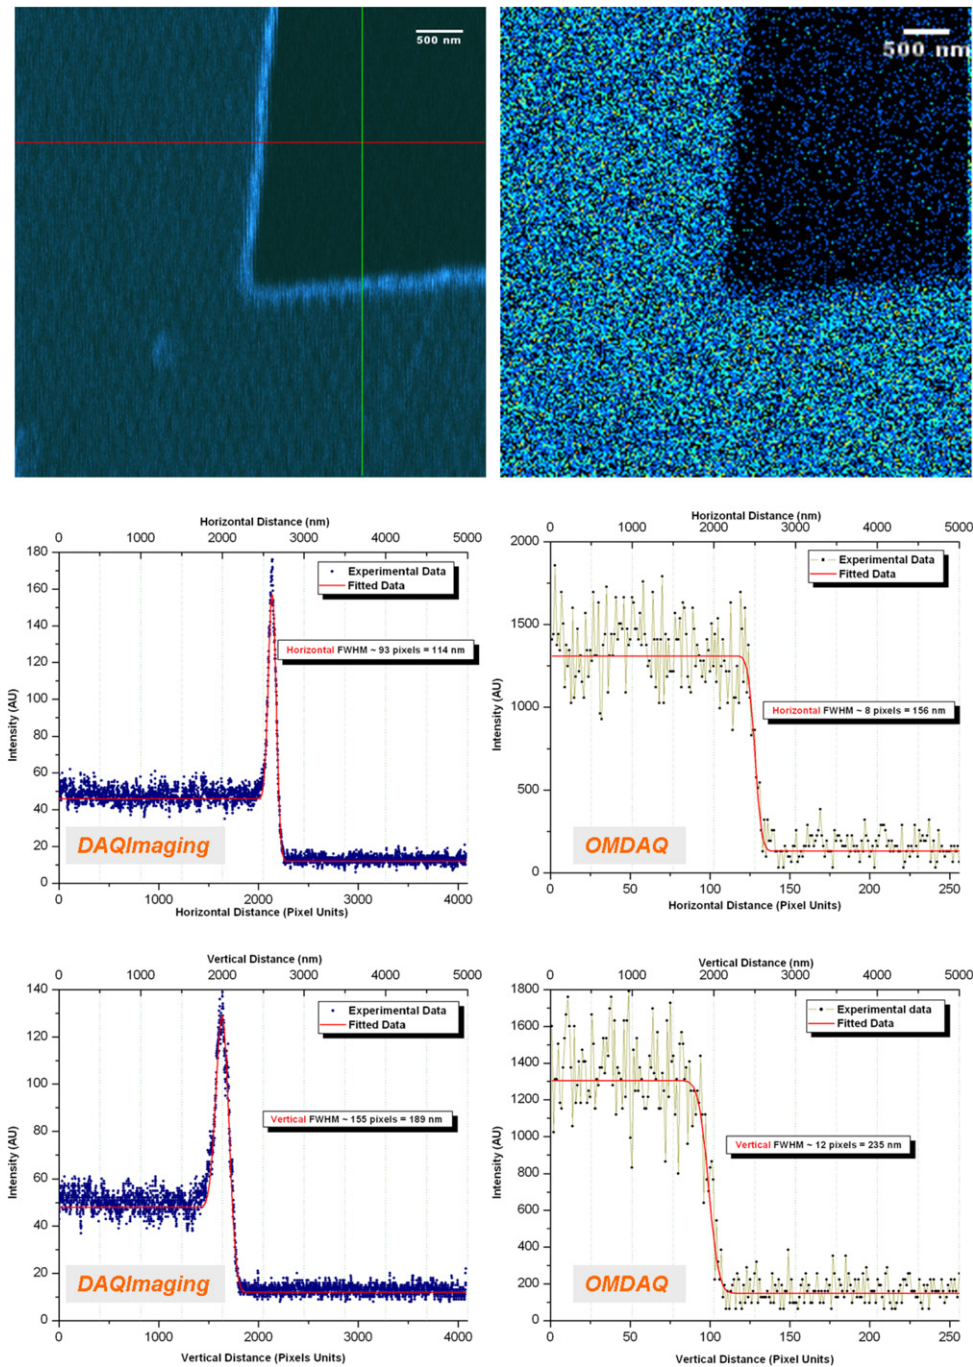 500 nm
500 nm
Horizontal Distance (nm)
0 1000 2000 3000 4000 5000
180
160
140
120
100
80
60
40
20
0
Intensity (AU)
Experimental Data
Fitted Data
Horizontal FWHM ~ 93 pixels = 114 nm
DAQImaging
0 1000 2000 3000 4000
Horizontal Distance (Pixel Units)
Horizontal Distance (nm)
0 1000 2000 3000 4000 5000
2000
1500
1000
500
0
Intensity (AU)
Experimental Data
Fitted Data
Horizontal FWHM ~ 8 pixels = 156 nm
OMDAQ
0 50 100 150 200 250
Horizontal Distance (Pixel Units)
Vertical Distance (nm)
0 1000 2000 3000 4000 5000
140
120
100
80
60
40
20
0
Intensity (AU)
Experimental Data
Fitted Data
Vertical FWHM ~ 155 pixels = 189 nm
DAQImaging
0 1000 2000 3000 4000
Vertical Distance (Pixels Units)
Vertical Distance (nm)
0 1000 2000 3000 4000 5000
1800
1600
1400
1200
1000
800
600
400
200
0
Intensity (AU)
Experimental data
Fitted Data
Vertical FWHM ~ 12 pixels = 235 nm
OMDAQ
0 50 100 150 200 250
Vertical Distance (Pixel Units)